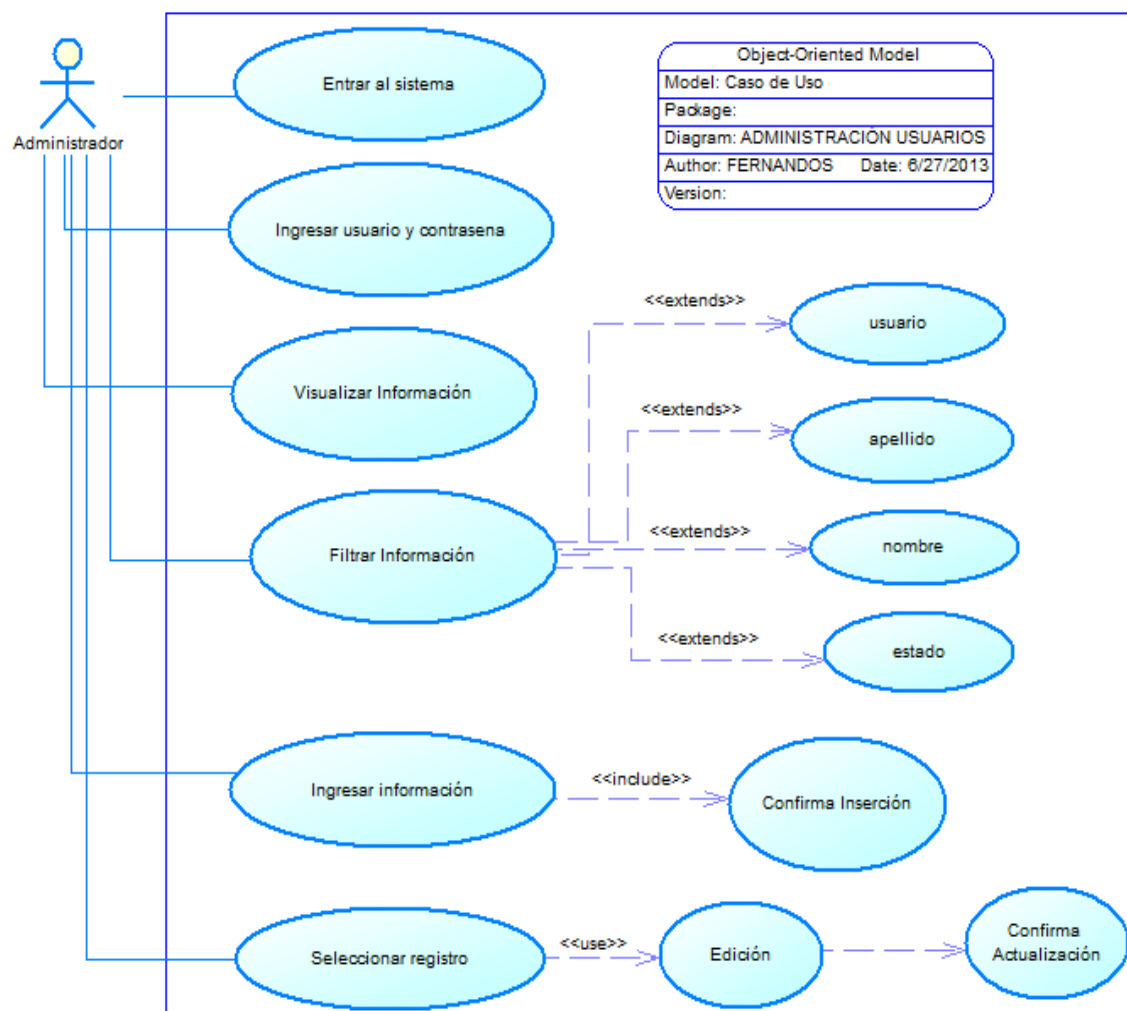 Object-Oriented Model
Model: Caso de Uso
Package:
Diagram: ADMINISTRACIÓN USUARIOS
Author: FERNANDOS Date: 6/27/2013
Version:
Administrador
Entrar al sistema
Ingresar usuario y contrasena
Visualizar Información
Filtrar Información
<<extends>>
usuario
<<extends>>
apellido
<<extends>>
nombre
<<extends>>
estado
Ingresar información
<<include>>
Confirma Inserción
Seleccionar registro
<<use>>
Edición
Confirma
Actualización